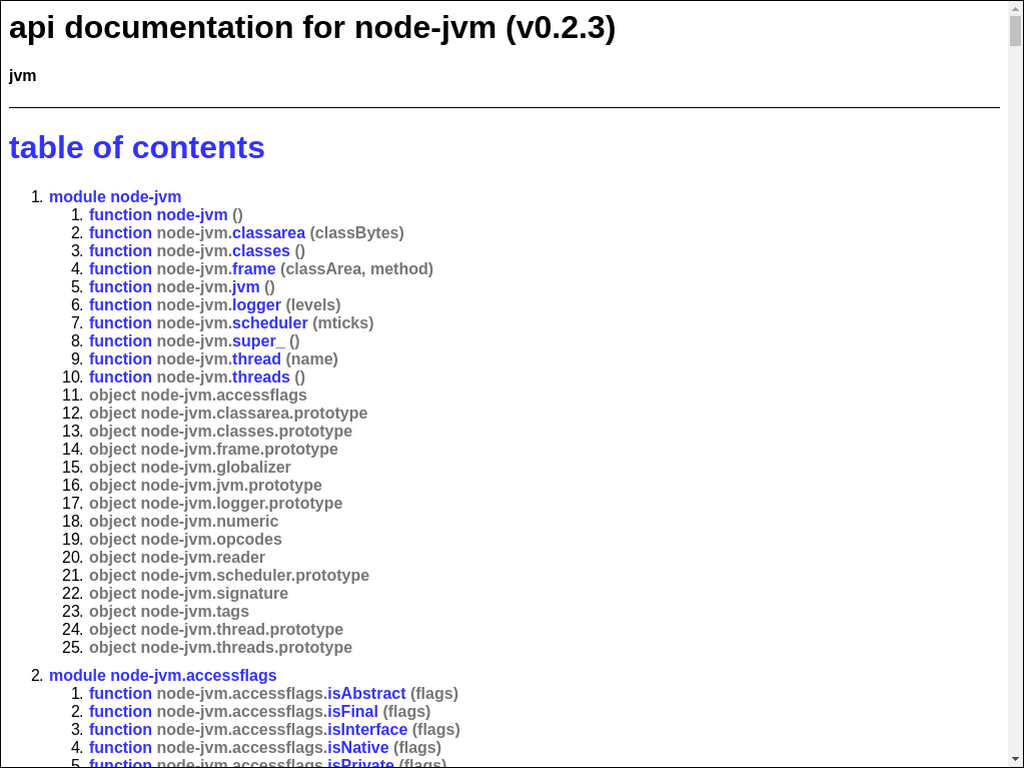 api documentation for node-jvm (v0.2.3)
jvm
table of contents
1. module node-jvm
1. function node-jvm ()
2. function node-jvm.classarea (classBytes)
3. function node-jvm.classes ()
4. function node-jvm.frame (classArea, method)
5. function node-jvm.jvm ()
6. function node-jvm.logger (levels)
7. function node-jvm.scheduler (mticks)
8. function node-jvm.super_ ()
9. function node-jvm.thread (name)
10. function node-jvm.threads ()
11. object node-jvm.accessflags
12. object node-jvm.classarea.prototype
13. object node-jvm.classes.prototype
14. object node-jvm.frame.prototype
15. object node-jvm.globalizer
16. object node-jvm.jvm.prototype
17. object node-jvm.logger.prototype
18. object node-jvm.numeric
19. object node-jvm.opcodes
20. object node-jvm.reader
21. object node-jvm.scheduler.prototype
22. object node-jvm.signature
23. object node-jvm.tags
24. object node-jvm.thread.prototype
25. object node-jvm.threads.prototype
2. module node-jvm.accessflags
1. function node-jvm.accessflags.isAbstract (flags)
2. function node-jvm.accessflags.isFinal (flags)
3. function node-jvm.accessflags.isInterface (flags)
4. function node-jvm.accessflags.isNative (flags)
5. function node-jvm.accessflags.isPrivate (flags)